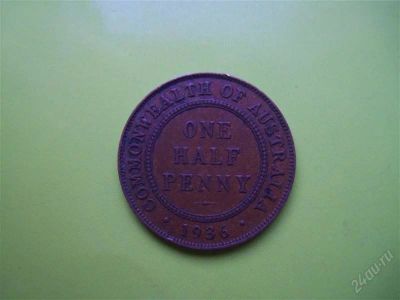 COMMONWEALTH OF AUSTRALIA
ONE
HALF
PENNY
1936
24au.ru